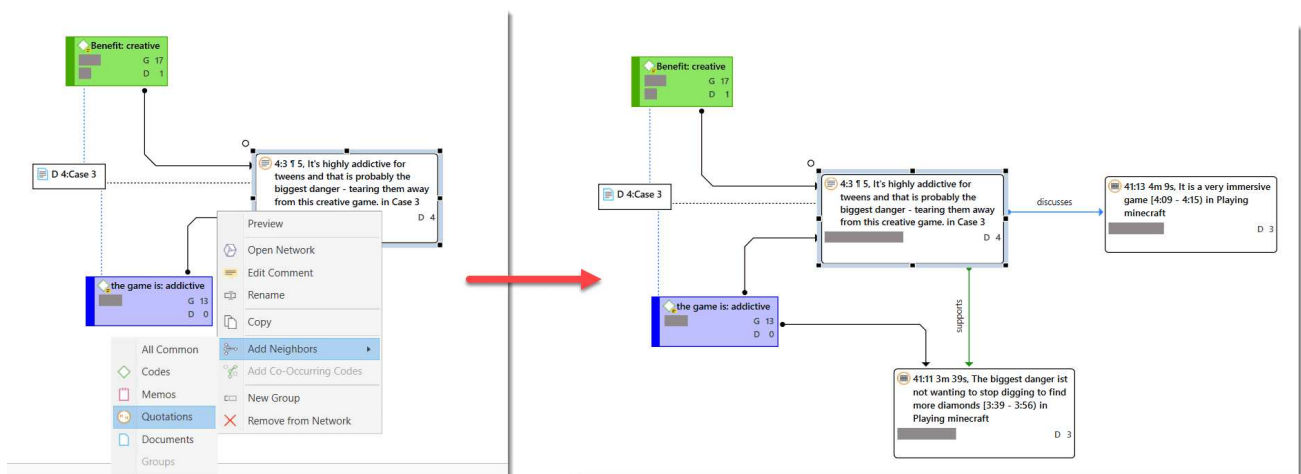 Benefit: creative
G 17
D 1
D 4:Case 3
4:3 ¶ 5, It's highly addictive for
tweens and that is probably the
biggest danger - tearing them away
from this creative game. in Case 3
D 4
the game is: addictive
G 13
D 0
Preview
Open Network
Edit Comment
Rename
Copy
Add Neighbors
Add Co-Occurring Codes
New Group
Remove from Network
All Common
Codes
Memos
Quotations
Documents
Groups
Benefit: creative
G 17
D 1
D 4:Case 3
4:3 ¶ 5, It's highly addictive for
tweens and that is probably the
biggest danger - tearing them away
from this creative game. in Case 3
D 4
discusses
41:13 4m 9s, It is a very immersive
game [4:09 - 4:15) in Playing
minecraft
D 3
the game is: addictive
G 13
D 0
supports
41:11 3m 39s, The biggest danger ist
not wanting to stop digging to find
more diamonds [3:39 - 3:56) in
Playing minecraft
D 3